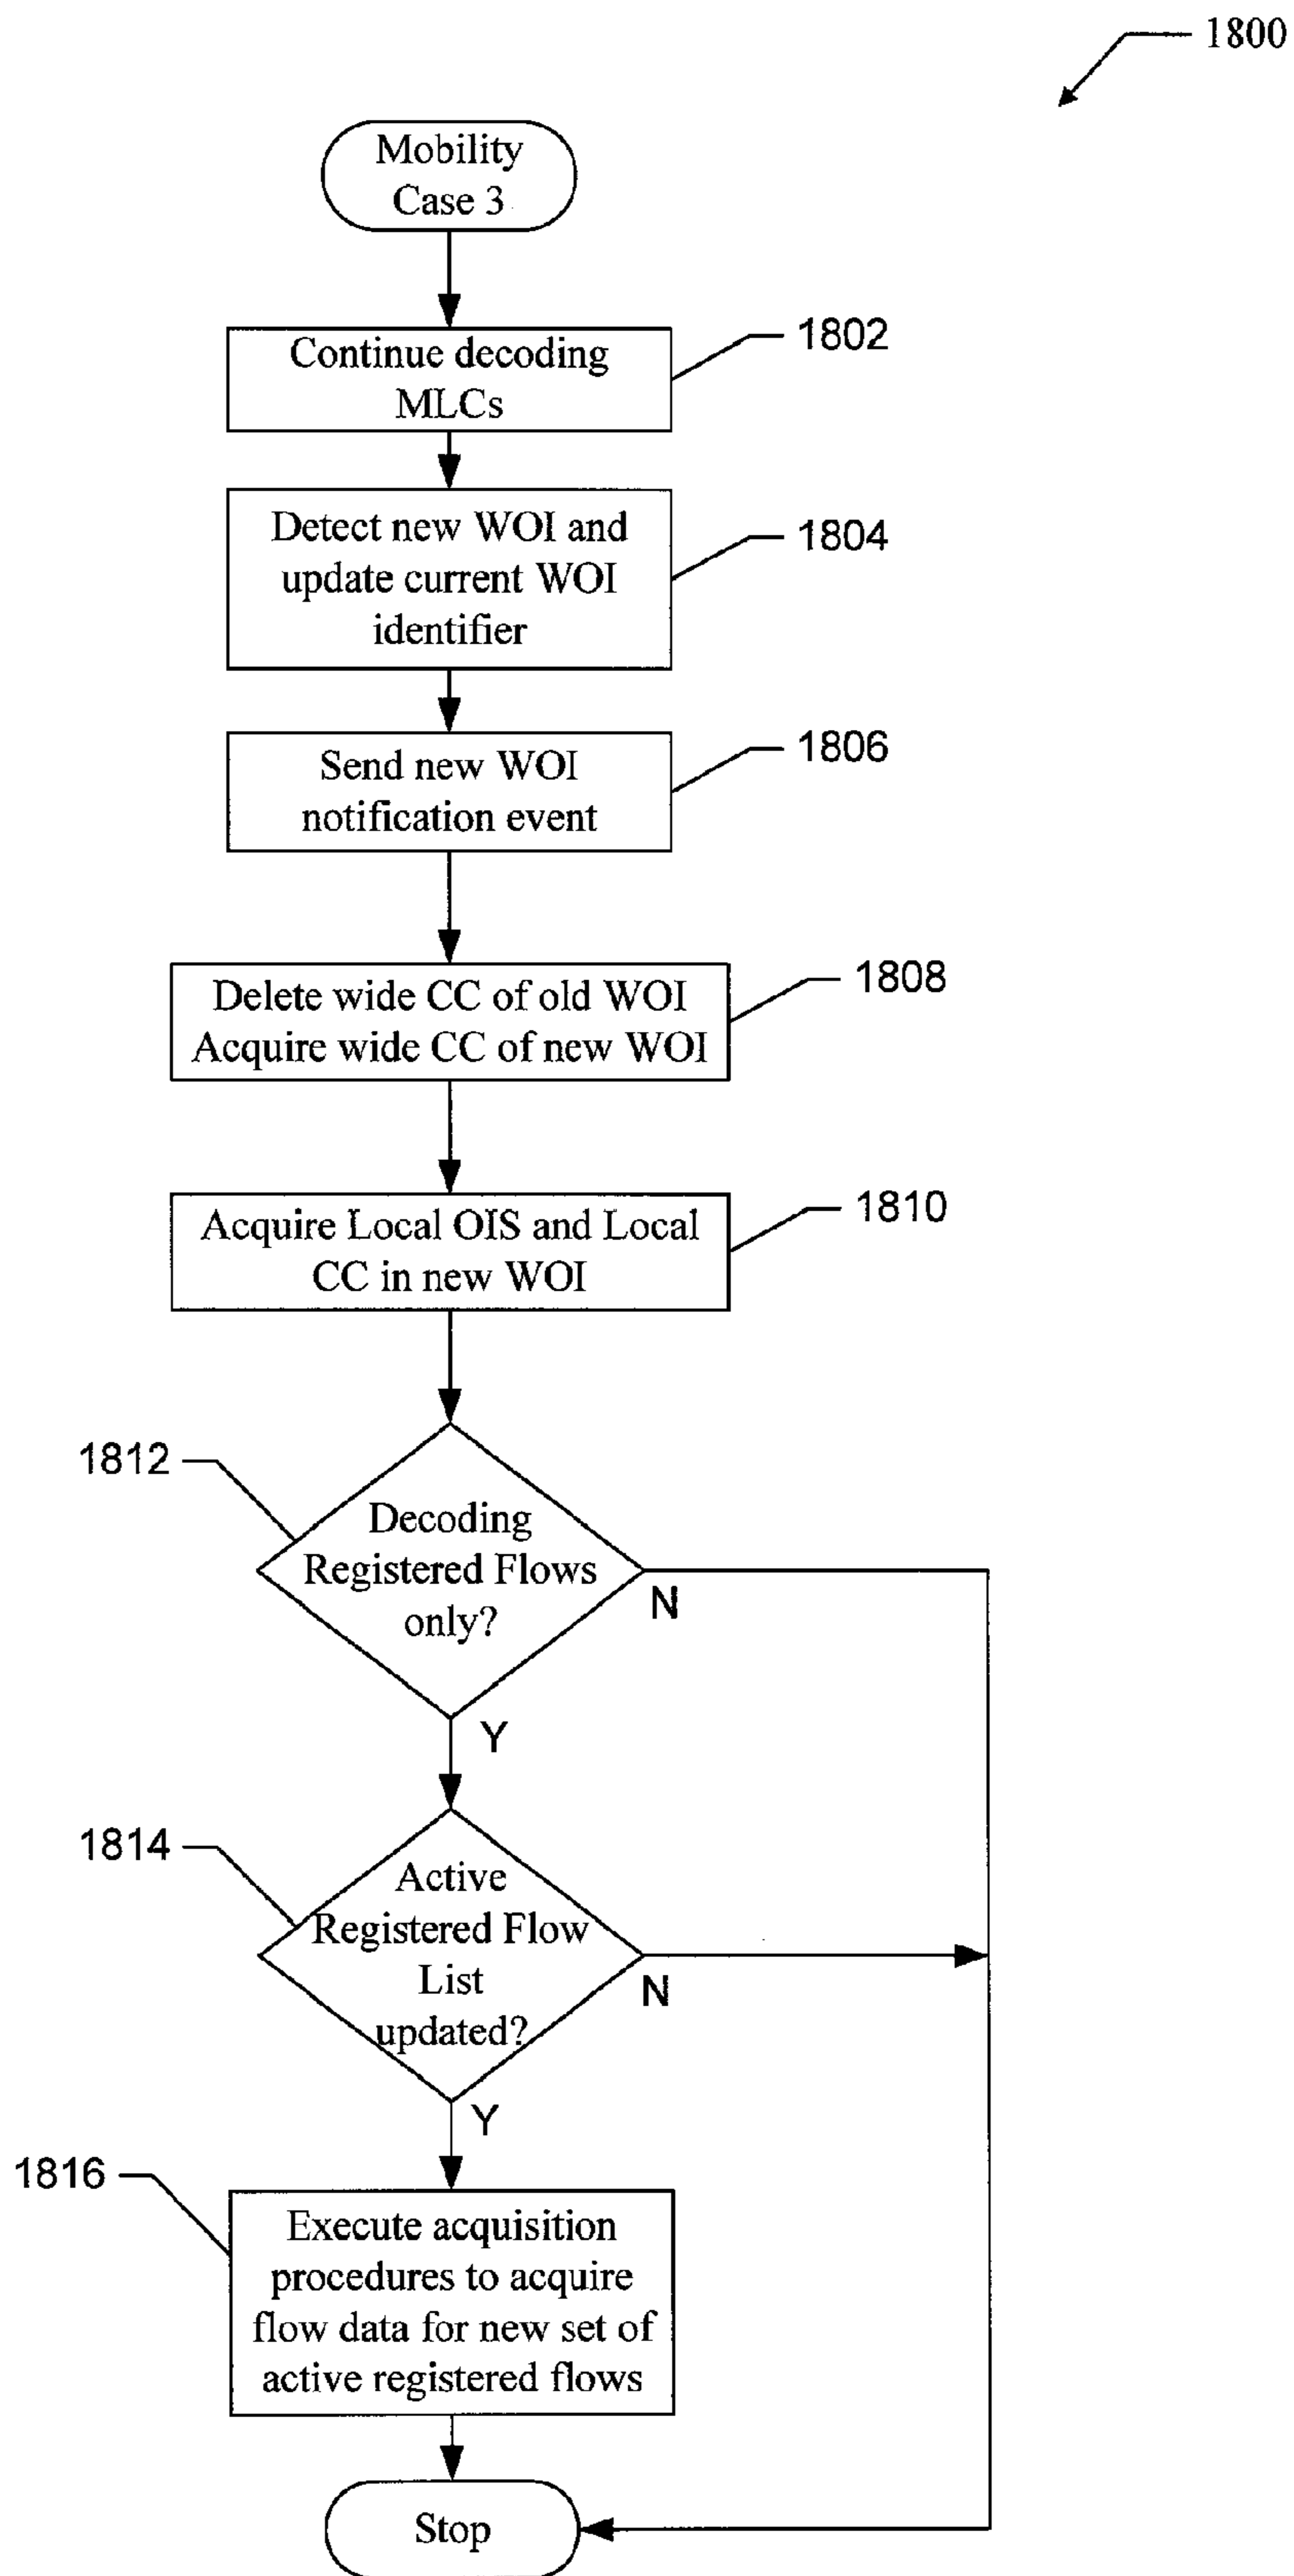 1800
Mobility
Case 3
Continue decoding
MLCs
1802
Detect new WOI and
update current WOI
identifier
1804
Send new WOI
notification event
1806
Delete wide CC of old WOI
Acquire wide CC of new WOI
1808
Acquire Local OIS and Local
CC in new WOI
1810
1812
Decoding
Registered Flows
only?
N
Y
1814
Active
Registered Flow
List
updated?
N
Y
1816
Execute acquisition
procedures to acquire
flow data for new set of
active registered flows
Stop